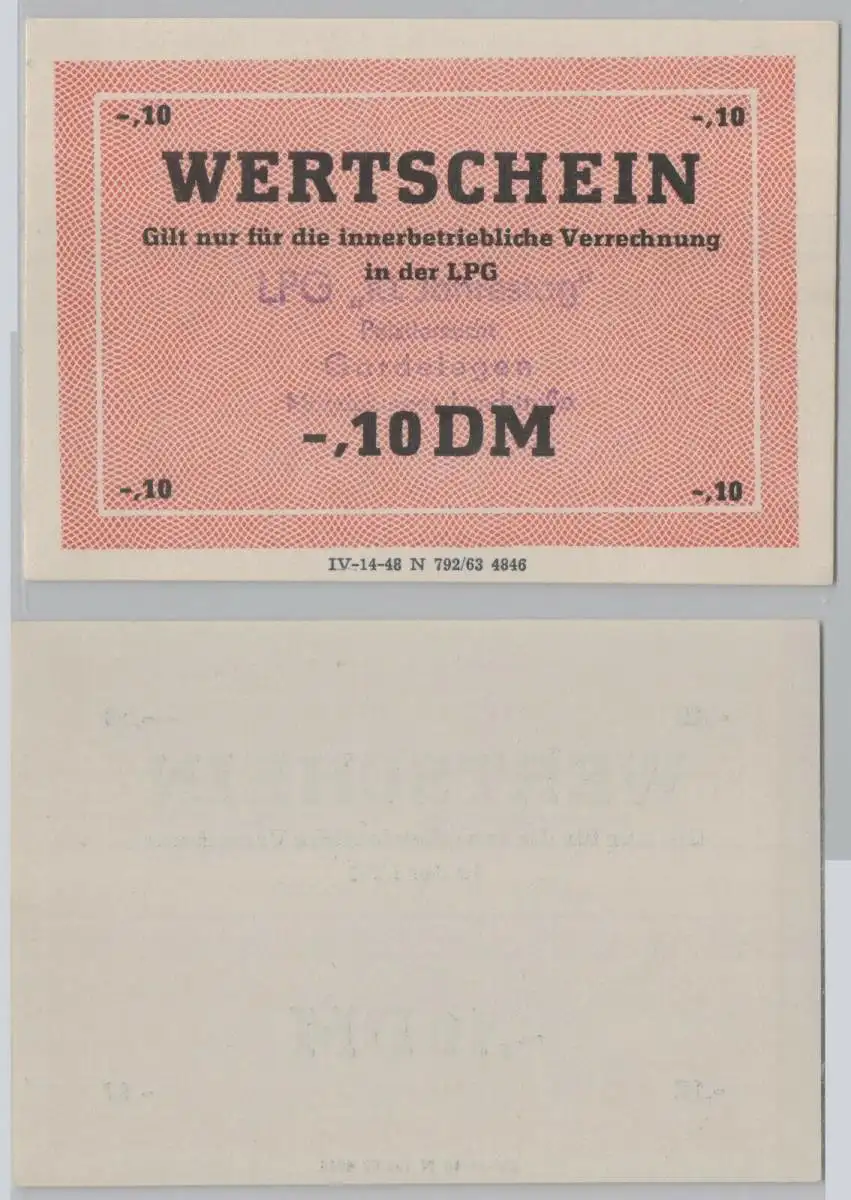 -,10 -,10
WERTSCHEIN
Gilt nur für die innerbetriebliche Verrechnung
in der LPG
LPG
Gardelegen
-,10 DM
-,10 -,10
IV-14-48 N 792/63 4846